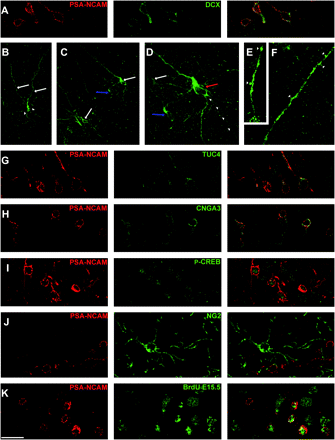 A PSA-NCAM DCX
B C D E F
G PSA-NCAM TUC4
H PSA-NCAM CNGA3
I PSA-NCAM P-CREB
J PSA-NCAM NG2
K PSA-NCAM BrdU-E15.5